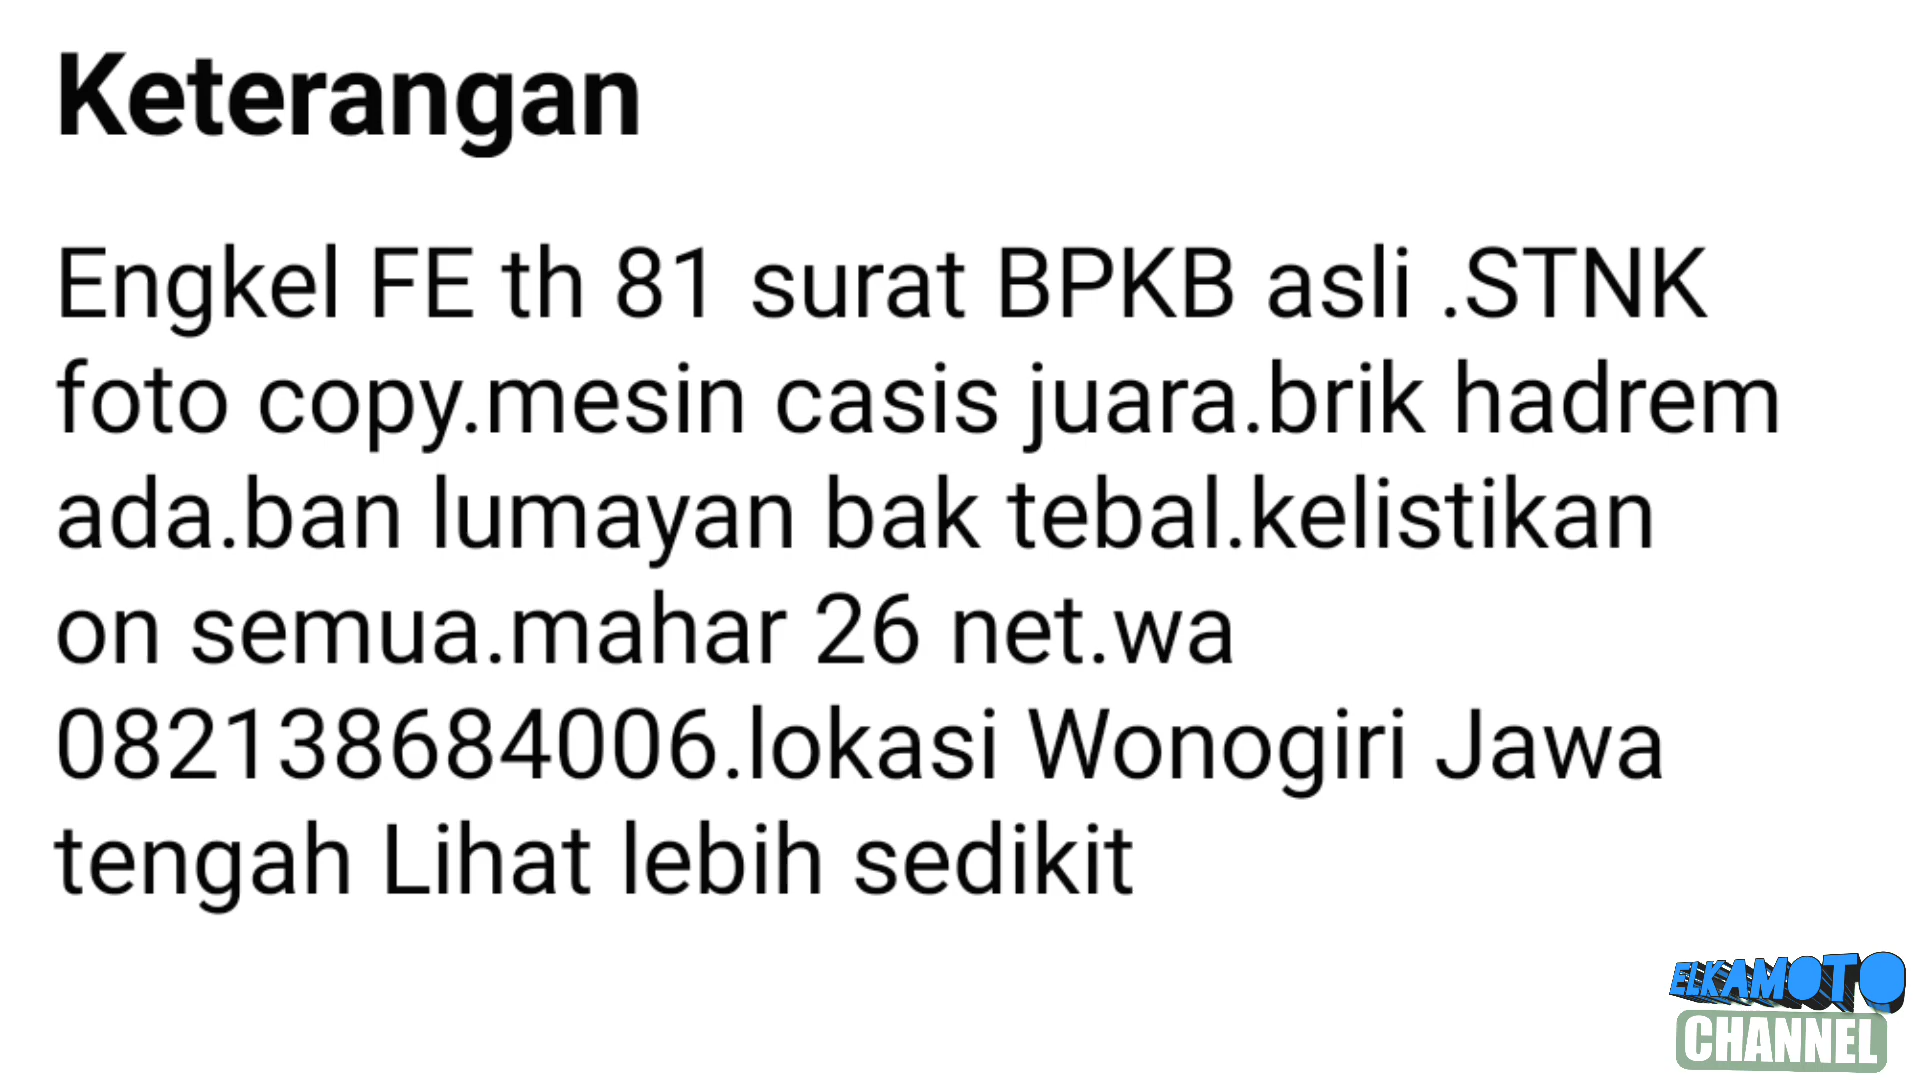 Keterangan
Engkel FE th 81 surat BPKB asli .STNK
foto copy.mesin casis juara.brik hadrem
ada.ban lumayan bak tebal.kelistikan
on semua.mahar 26 net.wa
082138684006.lokasi Wonogiri Jawa
tengah Lihat lebih sedikit
ELKAMOTO
CHANNEL